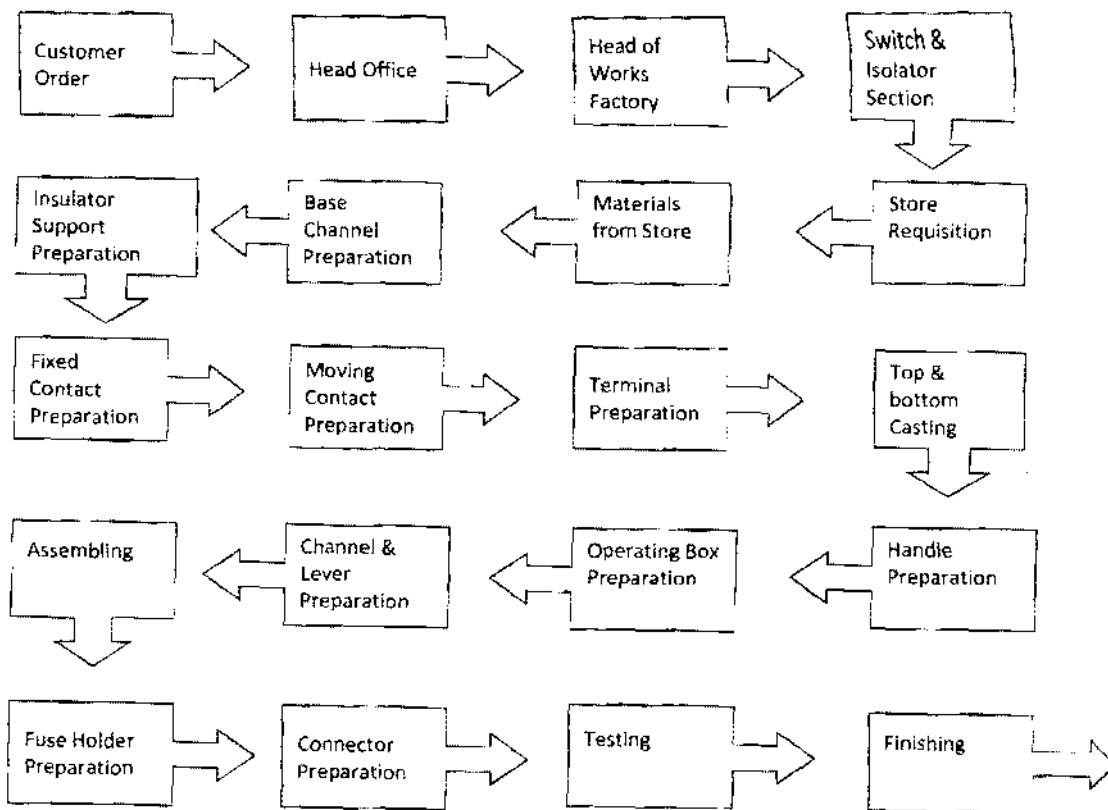 Customer
Order
Head Office
Head of
Works
Factory
Switch &
Isolator
Section
Insulator
Support
Preparation
Base
Channel
Preparation
Materials
from Store
Store
Requisition
Fixed
Contact
Preparation
Moving
Contact
Preparation
Terminal
Preparation
Top &
bottom
Casting
Assembling
Channel &
Lever
Preparation
Operating Box
Preparation
Handle
Preparation
Fuse Holder
Preparation
Connector
Preparation
Testing
Finishing